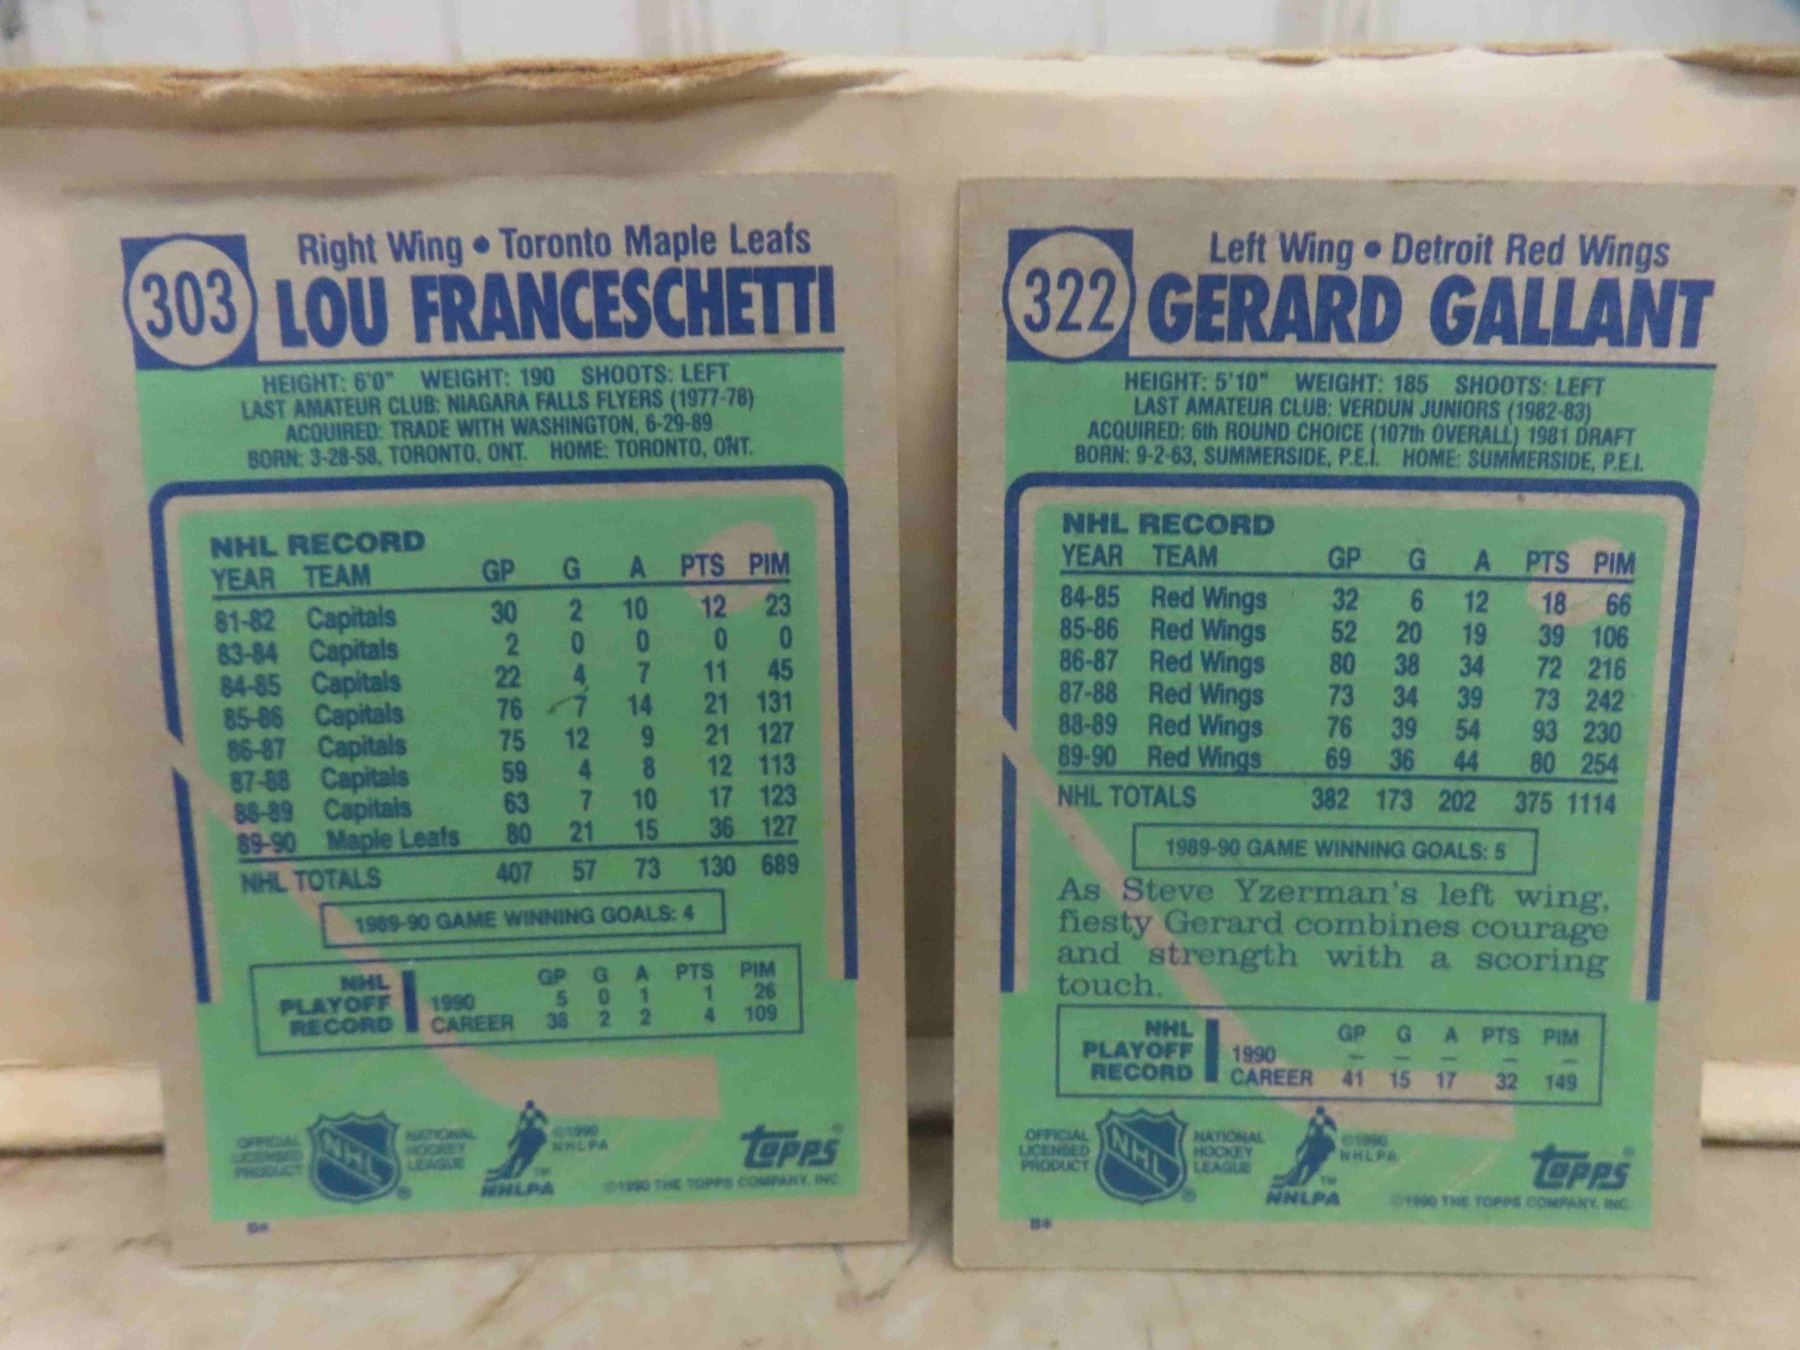 303
Right Wing • Toronto Maple Leafs
LOU FRANCESCHETTI
HEIGHT: 6'0" WEIGHT: 190 SHOOTS: LEFT
LAST AMATEUR CLUB: NIAGARA FALLS FLYERS (1977-78)
ACQUIRED: TRADE WITH WASHINGTON, 6-29-89
BORN: 3-28-58, TORONTO, ONT. HOME: TORONTO, ONT.
NHL RECORD
YEAR TEAM GP G A PTS PIM
81-82 Capitals 30 2 10 12 23
83-84 Capitals 2 0 0 0 0
84-85 Capitals 22 4 7 11 45
85-86 Capitals 76 7 14 21 131
86-87 Capitals 75 12 9 21 127
87-88 Capitals 59 4 8 12 113
88-89 Capitals 63 7 10 17 123
89-90 Maple Leafs 80 21 15 36 127
NHL TOTALS 407 57 73 130 689
1989-90 GAME WINNING GOALS: 4
NHL PLAYOFF RECORD
GP G A PTS PIM
1990 5 0 1 1 26
CAREER 38 2 2 4 109
OFFICIAL LICENSED PRODUCT
NHL
®
NATIONAL HOCKEY LEAGUE
TM
NHLPA
©1990 NHLPA
TOPPS®
©1990 THE TOPPS COMPANY, INC.
B*
322
Left Wing • Detroit Red Wings
GERARD GALLANT
HEIGHT: 5'10" WEIGHT: 185 SHOOTS: LEFT
LAST AMATEUR CLUB: VERDUN JUNIORS (1982-83)
ACQUIRED: 6th ROUND CHOICE (107th OVERALL) 1981 DRAFT
BORN: 9-2-63, SUMMERSIDE, P.E.I. HOME: SUMMERSIDE, P.E.I.
NHL RECORD
YEAR TEAM GP G A PTS PIM
84-85 Red Wings 32 6 12 18 66
85-86 Red Wings 52 20 19 39 106
86-87 Red Wings 80 38 34 72 216
87-88 Red Wings 73 34 39 73 242
88-89 Red Wings 76 39 54 93 230
89-90 Red Wings 69 36 44 80 254
NHL TOTALS 382 173 202 375 1114
1989-90 GAME WINNING GOALS: 5
As Steve Yzerman's left wing,
fiesty Gerard combines courage
and strength with a scoring
touch.
NHL PLAYOFF RECORD
GP G A PTS PIM
1990 – – – – –
CAREER 41 15 17 32 149
OFFICIAL LICENSED PRODUCT
NHL
®
NATIONAL HOCKEY LEAGUE
TM
NHLPA
©1990 NHLPA
TOPPS®
©1990 THE TOPPS COMPANY, INC.
B*